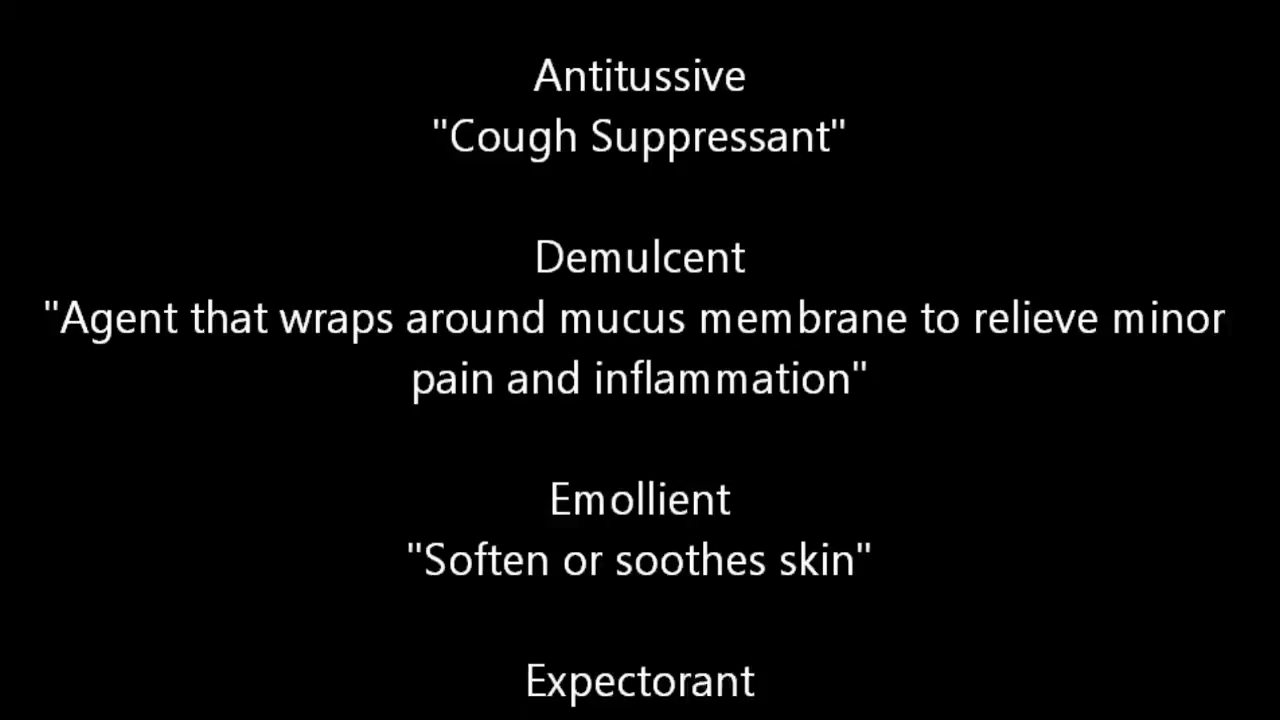 Antitussive
"Cough Suppressant"
Demulcent
"Agent that wraps around mucus membrane to relieve minor
pain and inflammation"
Emollient
"Soften or soothes skin"
Expectorant